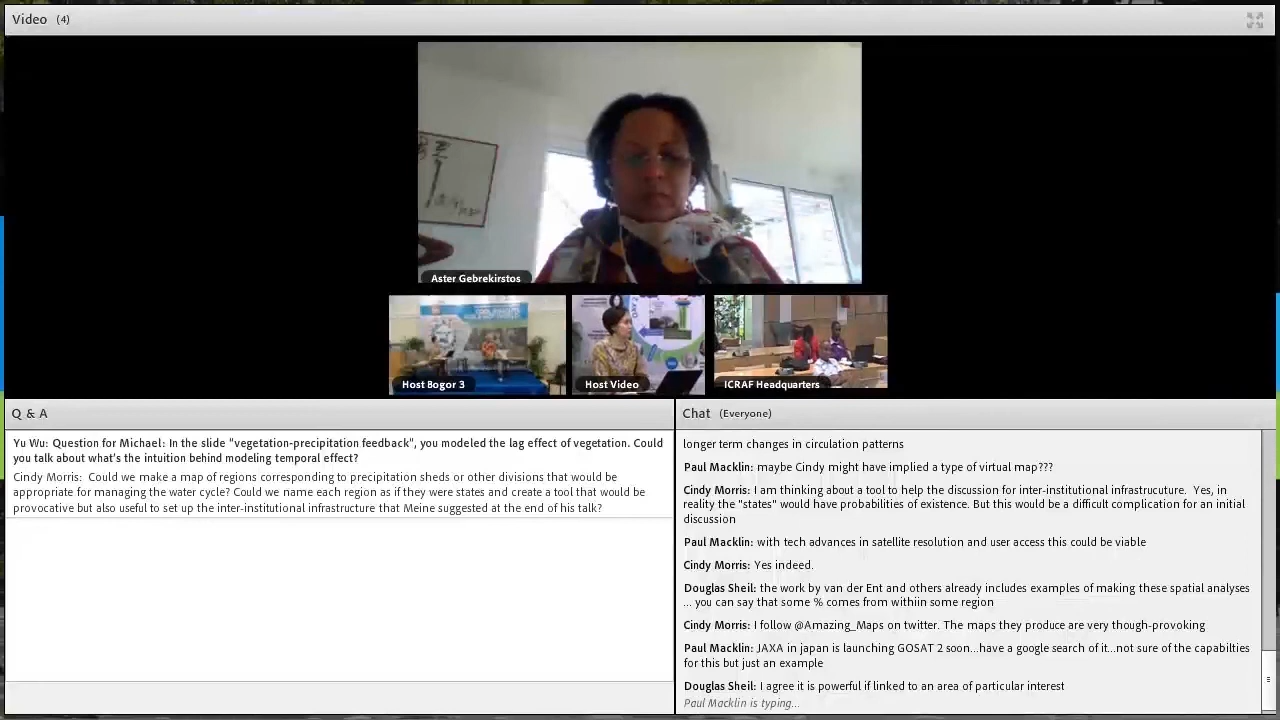 Video (4)
Aster Gebrekirstos
Host Bogor 3
Host Video
ICRAF Headquarters
Q & A
Yu Wu: Question for Michael: In the slide "vegetation-precipitation feedback", you modeled the lag effect of vegetation. Could
you talk about what's the intuition behind modeling temporal effect?
Cindy Morris: Could we make a map of regions corresponding to precipitation sheds or other divisions that would be
appropriate for managing the water cycle? Could we name each region as if they were states and create a tool that would be
provocative but also useful to set up the inter-institutional infrastructure that Meine suggested at the end of his talk?
Chat (Everyone)
longer term changes in circulation patterns
Paul Macklin: maybe Cindy might have implied a type of virtual map???
Cindy Morris: I am thinking about a tool to help the discussion for inter-institutional infrastrucuture. Yes, in
reality the "states" would have probabilities of existence. But this would be a difficult complication for an initial
discussion
Paul Macklin: with tech advances in satellite resolution and user access this could be viable
Cindy Morris: Yes indeed.
Douglas Sheil: the work by van der Ent and others already includes examples of making these spatial analyses
... you can say that some % comes from withiin some region
Cindy Morris: I follow @Amazing_Maps on twitter. The maps they produce are very though-provoking
Paul Macklin: JAXA in japan is launching GOSAT 2 soon...have a google search of it...not sure of the capabilties
for this but just an example
Douglas Sheil: I agree it is powerful if linked to an area of particular interest
Paul Macklin is typing...